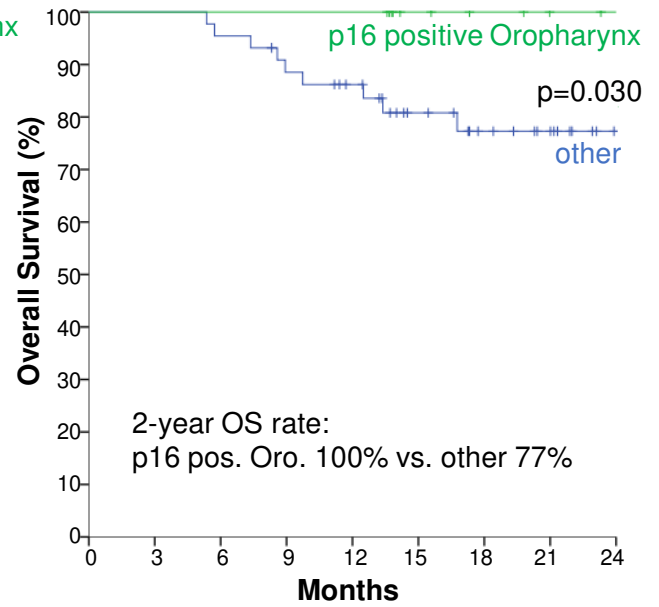 nx
100
90
80
70
60
50
40
30
20
10
0
Overall Survival (%)
p16 positive Oropharynx
p=0.030
other
2-year OS rate:
p16 pos. Oro. 100% vs. other 77%
0 3 6 9 12 15 18 21 24
Months